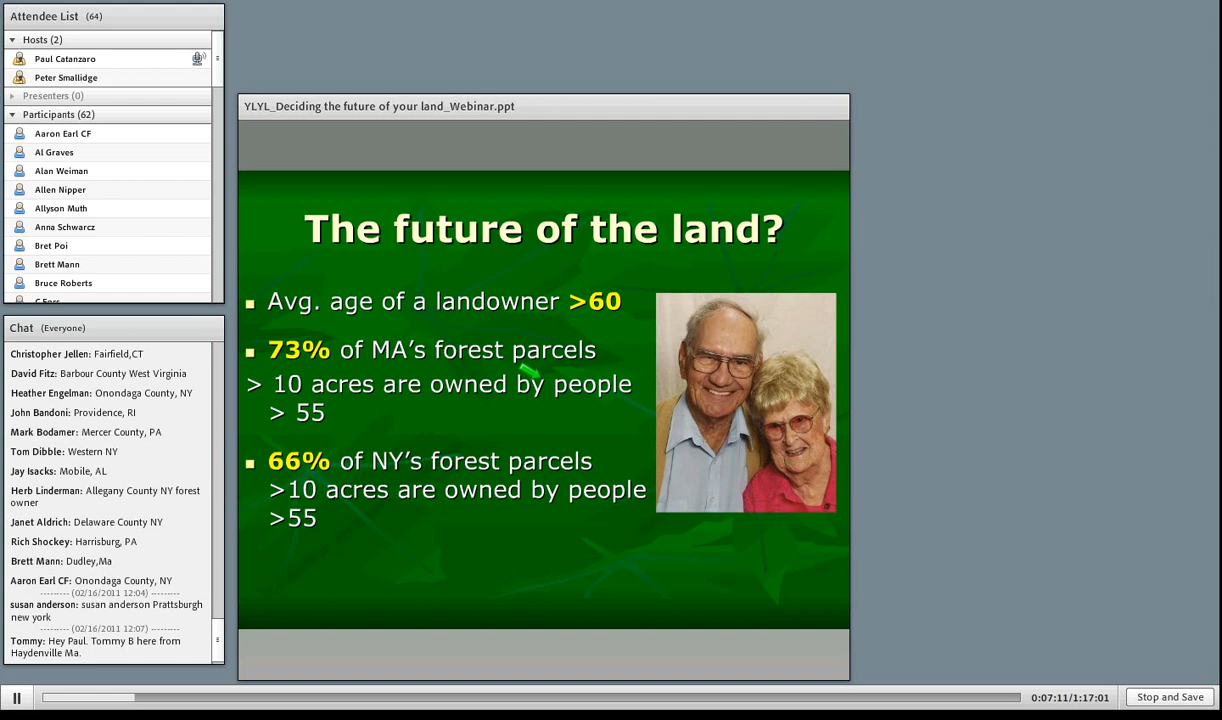 Attendee List (64)
Hosts (2)
Paul Catanzaro
Peter Smallidge
Presenters (0)
Participants (62)
Aaron Earl CF
Al Graves
Alan Weiman
Allen Nipper
Allyson Muth
Anna Schwarcz
Bret Poi
Brett Mann
Bruce Roberts
Chat (Everyone)
Christopher Jellen: Fairfield,CT
David Fitz: Barbour County West Virginia
Heather Engelman: Onondaga County, NY
John Bandoni: Providence, RI
Mark Bodamer: Mercer County, PA
Tom Dibble: Western NY
Jay Isacks: Mobile, AL
Herb Linderman: Allegany County NY forest
owner
Janet Aldrich: Delaware County NY
Rich Shockey: Harrisburg, PA
Brett Mann: Dudley,Ma
Aaron Earl CF: Onondaga County, NY
--------- (02/16/2011 12:04) ---------
susan anderson: susan anderson Prattsburgh
new york
--------- (02/16/2011 12:07) ---------
Tommy: Hey Paul. Tommy B here from
Haydenville Ma.
YLYL_Deciding the future of your land_Webinar.ppt
The future of the land?
Avg. age of a landowner >60
73% of MA’s forest parcels
> 10 acres are owned by people
> 55
66% of NY’s forest parcels
>10 acres are owned by people
>55
0:07:11/1:17:01
Stop and Save